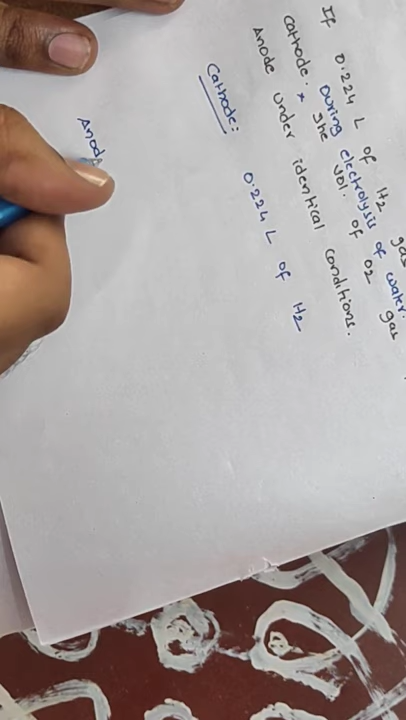 If 0.224 L of H2 gas
During electrolysis of water.
Cathode. * The vol. of O2 gas
Anode under identical conditions.
Cathode:
0.224 L of H2
Anode